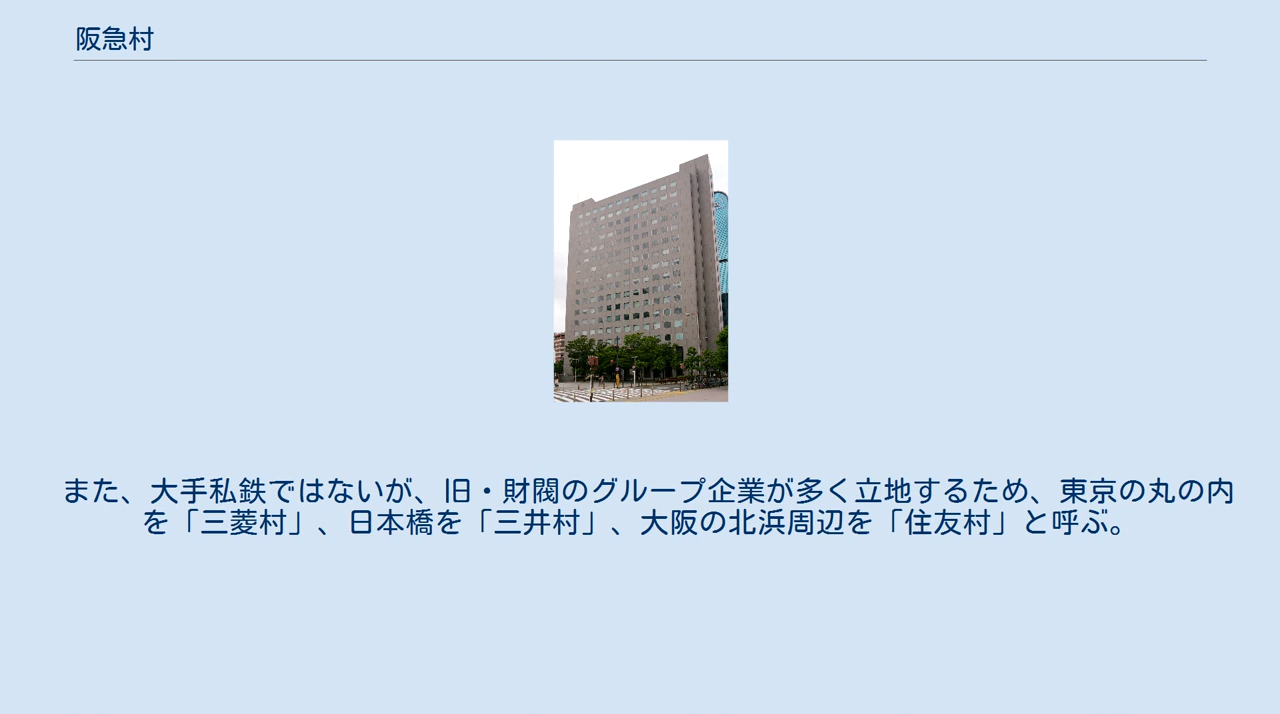 阪急村
また、大手私鉄ではないが、旧・財閥のグループ企業が多く立地するため、東京の丸の内
を「三菱村」、日本橋を「三井村」、大阪の北浜周辺を「住友村」と呼ぶ。